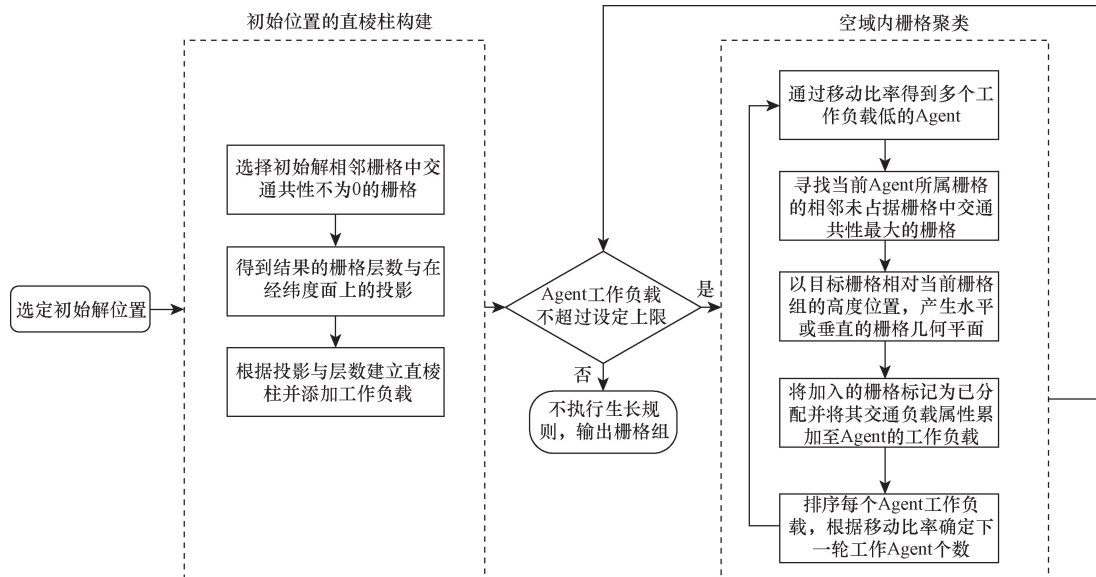 选定初始解位置
初始位置的直棱柱构建
选择初始解相邻栅格中交
通共性不为0的栅格
得到结果的栅格层数与在
经纬度面上的投影
根据投影与层数建立直棱
柱并添加工作负载
Agent工作负载
不超过设定上限
是
否
不执行生长规
则，输出栅格组
空域内栅格聚类
通过移动比率得到多个工
作负载低的Agent
寻找当前Agent所属栅格
的相邻未占据栅格中交通
共性最大的栅格
以目标栅格相对当前栅格
组的高度位置，产生水平
或垂直的栅格几何平面
将加入的栅格标记为已分
配并将其交通负载属性累
加至Agent的工作负载
排序每个Agent工作负
载，根据移动比率确定下
一轮工作Agent个数